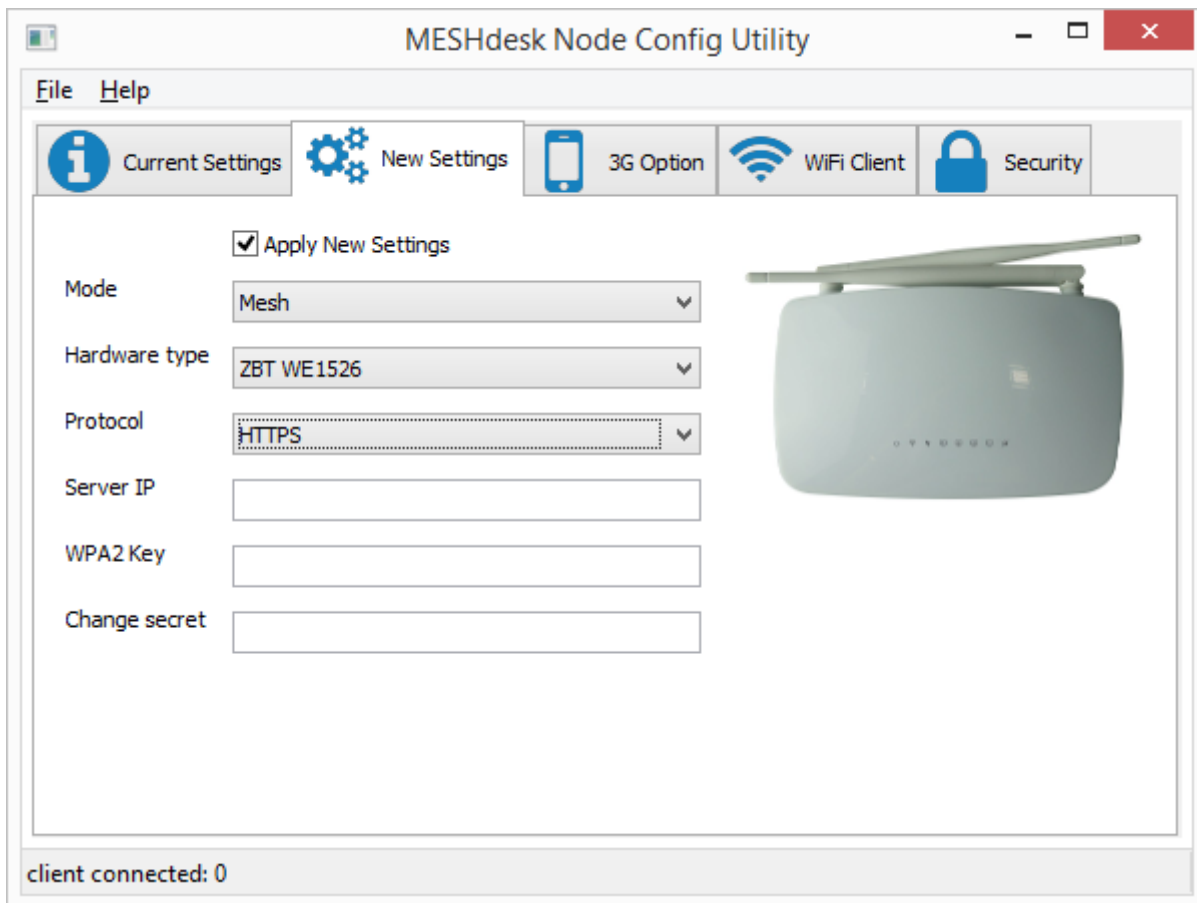 MESHdesk Node Config Utility
File Help
Current Settings New Settings 3G Option WiFi Client Security
Apply New Settings
Mode Mesh
Hardware type ZBT WE1526
Protocol HTTPS
Server IP
WPA2 Key
Change secret
client connected: 0